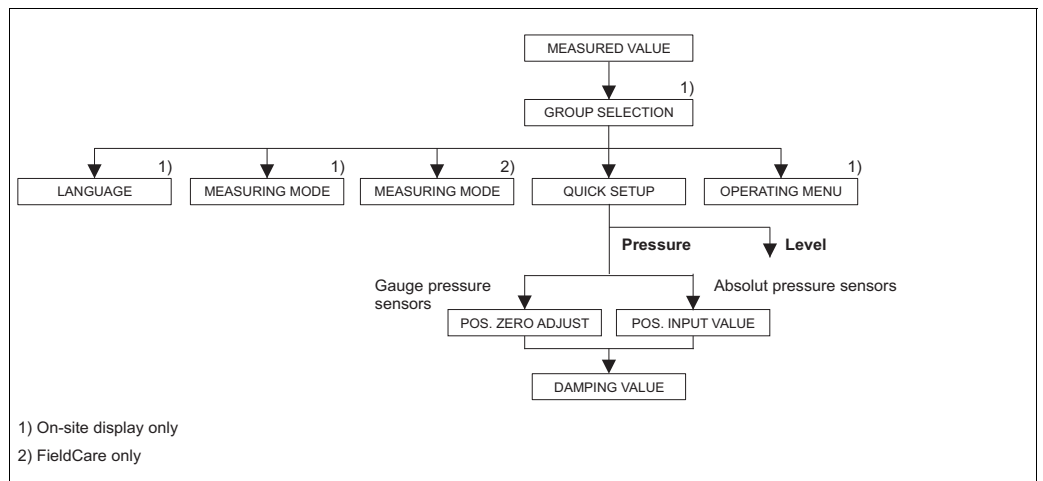 MEASURED VALUE
1)
GROUP SELECTION
1)
1)
2)
1)
LANGUAGE
MEASURING MODE
MEASURING MODE
QUICK SETUP
OPERATING MENU
Pressure
Level
Gauge pressure
sensors
Absolut pressure sensors
POS. ZERO ADJUST
POS. INPUT VALUE
DAMPING VALUE
1) On-site display only
2) FieldCare only